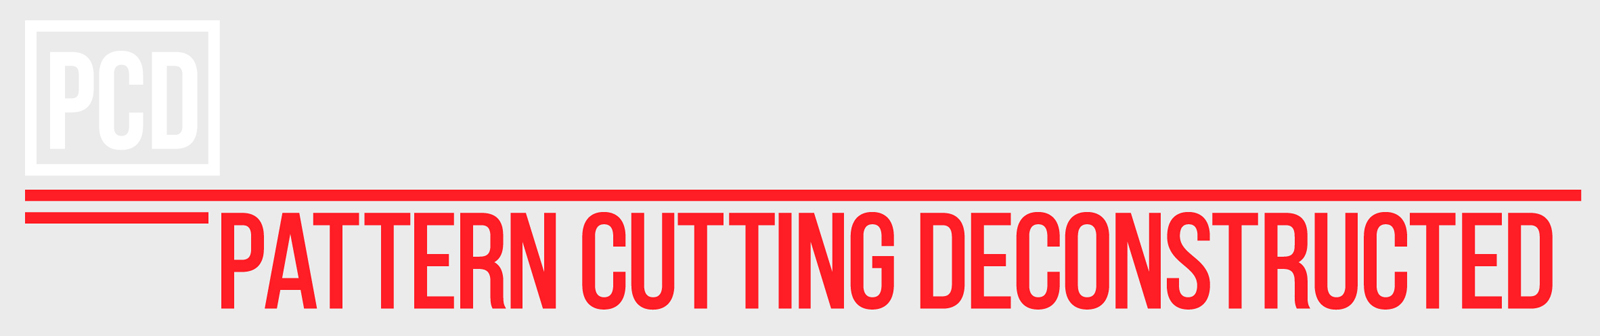 PCD
PATTERN CUTTING DECONSTRUCTED